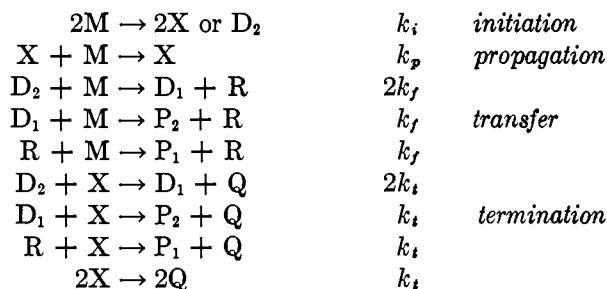 2M → 2X or D₂ kᵢ initiation
X + M → X kₚ propagation
D₂ + M → D₁ + R 2k_f
D₁ + M → P₂ + R k_f transfer
R + M → P₁ + R k_f
D₂ + X → D₁ + Q 2kₜ
D₁ + X → P₂ + Q kₜ termination
R + X → P₁ + Q kₜ
2X → 2Q kₜ